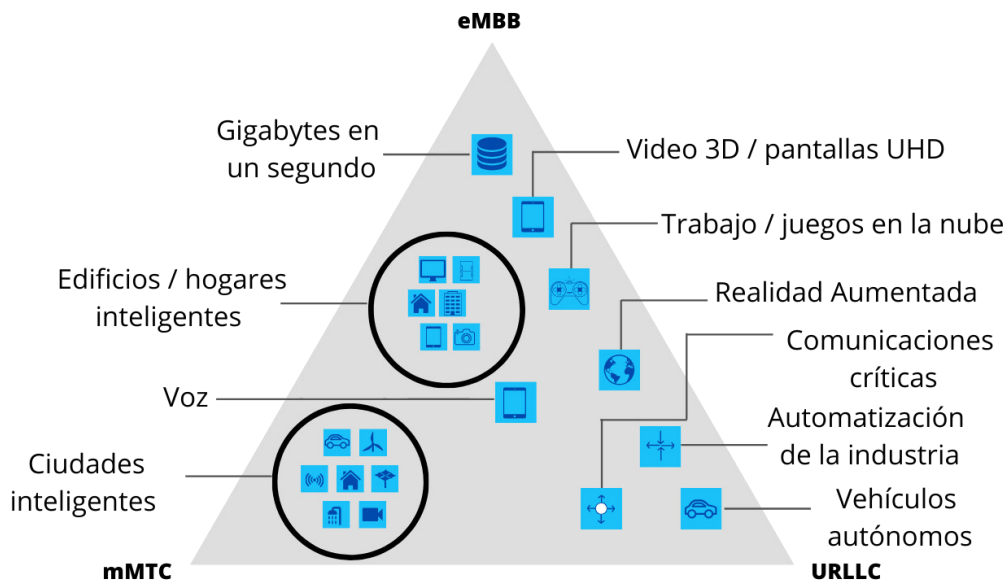 eMBB
Gigabytes en
un segundo
Video 3D / pantallas UHD
Trabajo / juegos en la nube
Edificios / hogares
inteligentes
Realidad Aumentada
Comunicaciones
críticas
Voz
Automatización
de la industria
Ciudades
inteligentes
Vehículos
autónomos
mMTC
URLLC